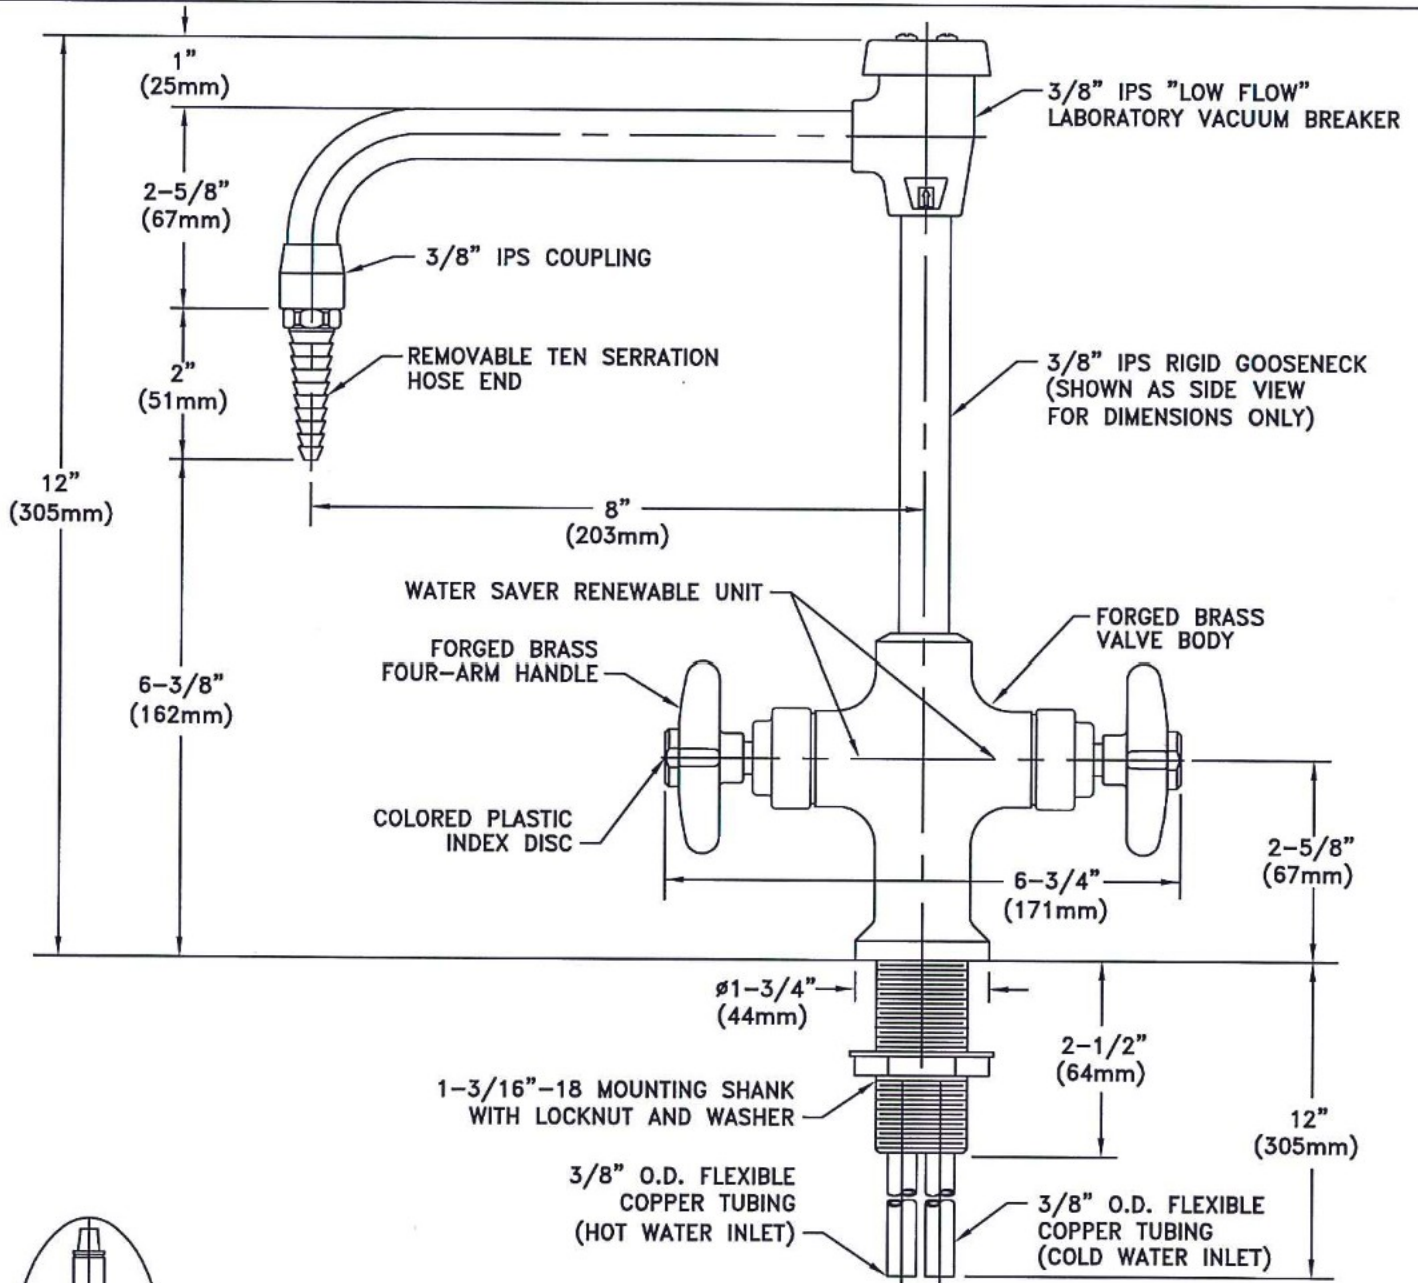 1"
(25mm)
3/8" IPS "LOW FLOW"
LABORATORY VACUUM BREAKER
2-5/8"
(67mm)
3/8" IPS COUPLING
REMOVABLE TEN SERRATION
HOSE END
2"
(51mm)
3/8" IPS RIGID GOOSENECK
(SHOWN AS SIDE VIEW
FOR DIMENSIONS ONLY)
12"
(305mm)
8"
(203mm)
WATER SAVER RENEWABLE UNIT
FORGED BRASS
VALVE BODY
FORGED BRASS
FOUR-ARM HANDLE
6-3/8"
(162mm)
COLORED PLASTIC
INDEX DISC
2-5/8"
(67mm)
6-3/4"
(171mm)
ø1-3/4"
(44mm)
2-1/2"
(64mm)
1-3/16"-18 MOUNTING SHANK
WITH LOCKNUT AND WASHER
12"
(305mm)
3/8" O.D. FLEXIBLE
COPPER TUBING
(HOT WATER INLET)
3/8" O.D. FLEXIBLE
COPPER TUBING
(COLD WATER INLET)